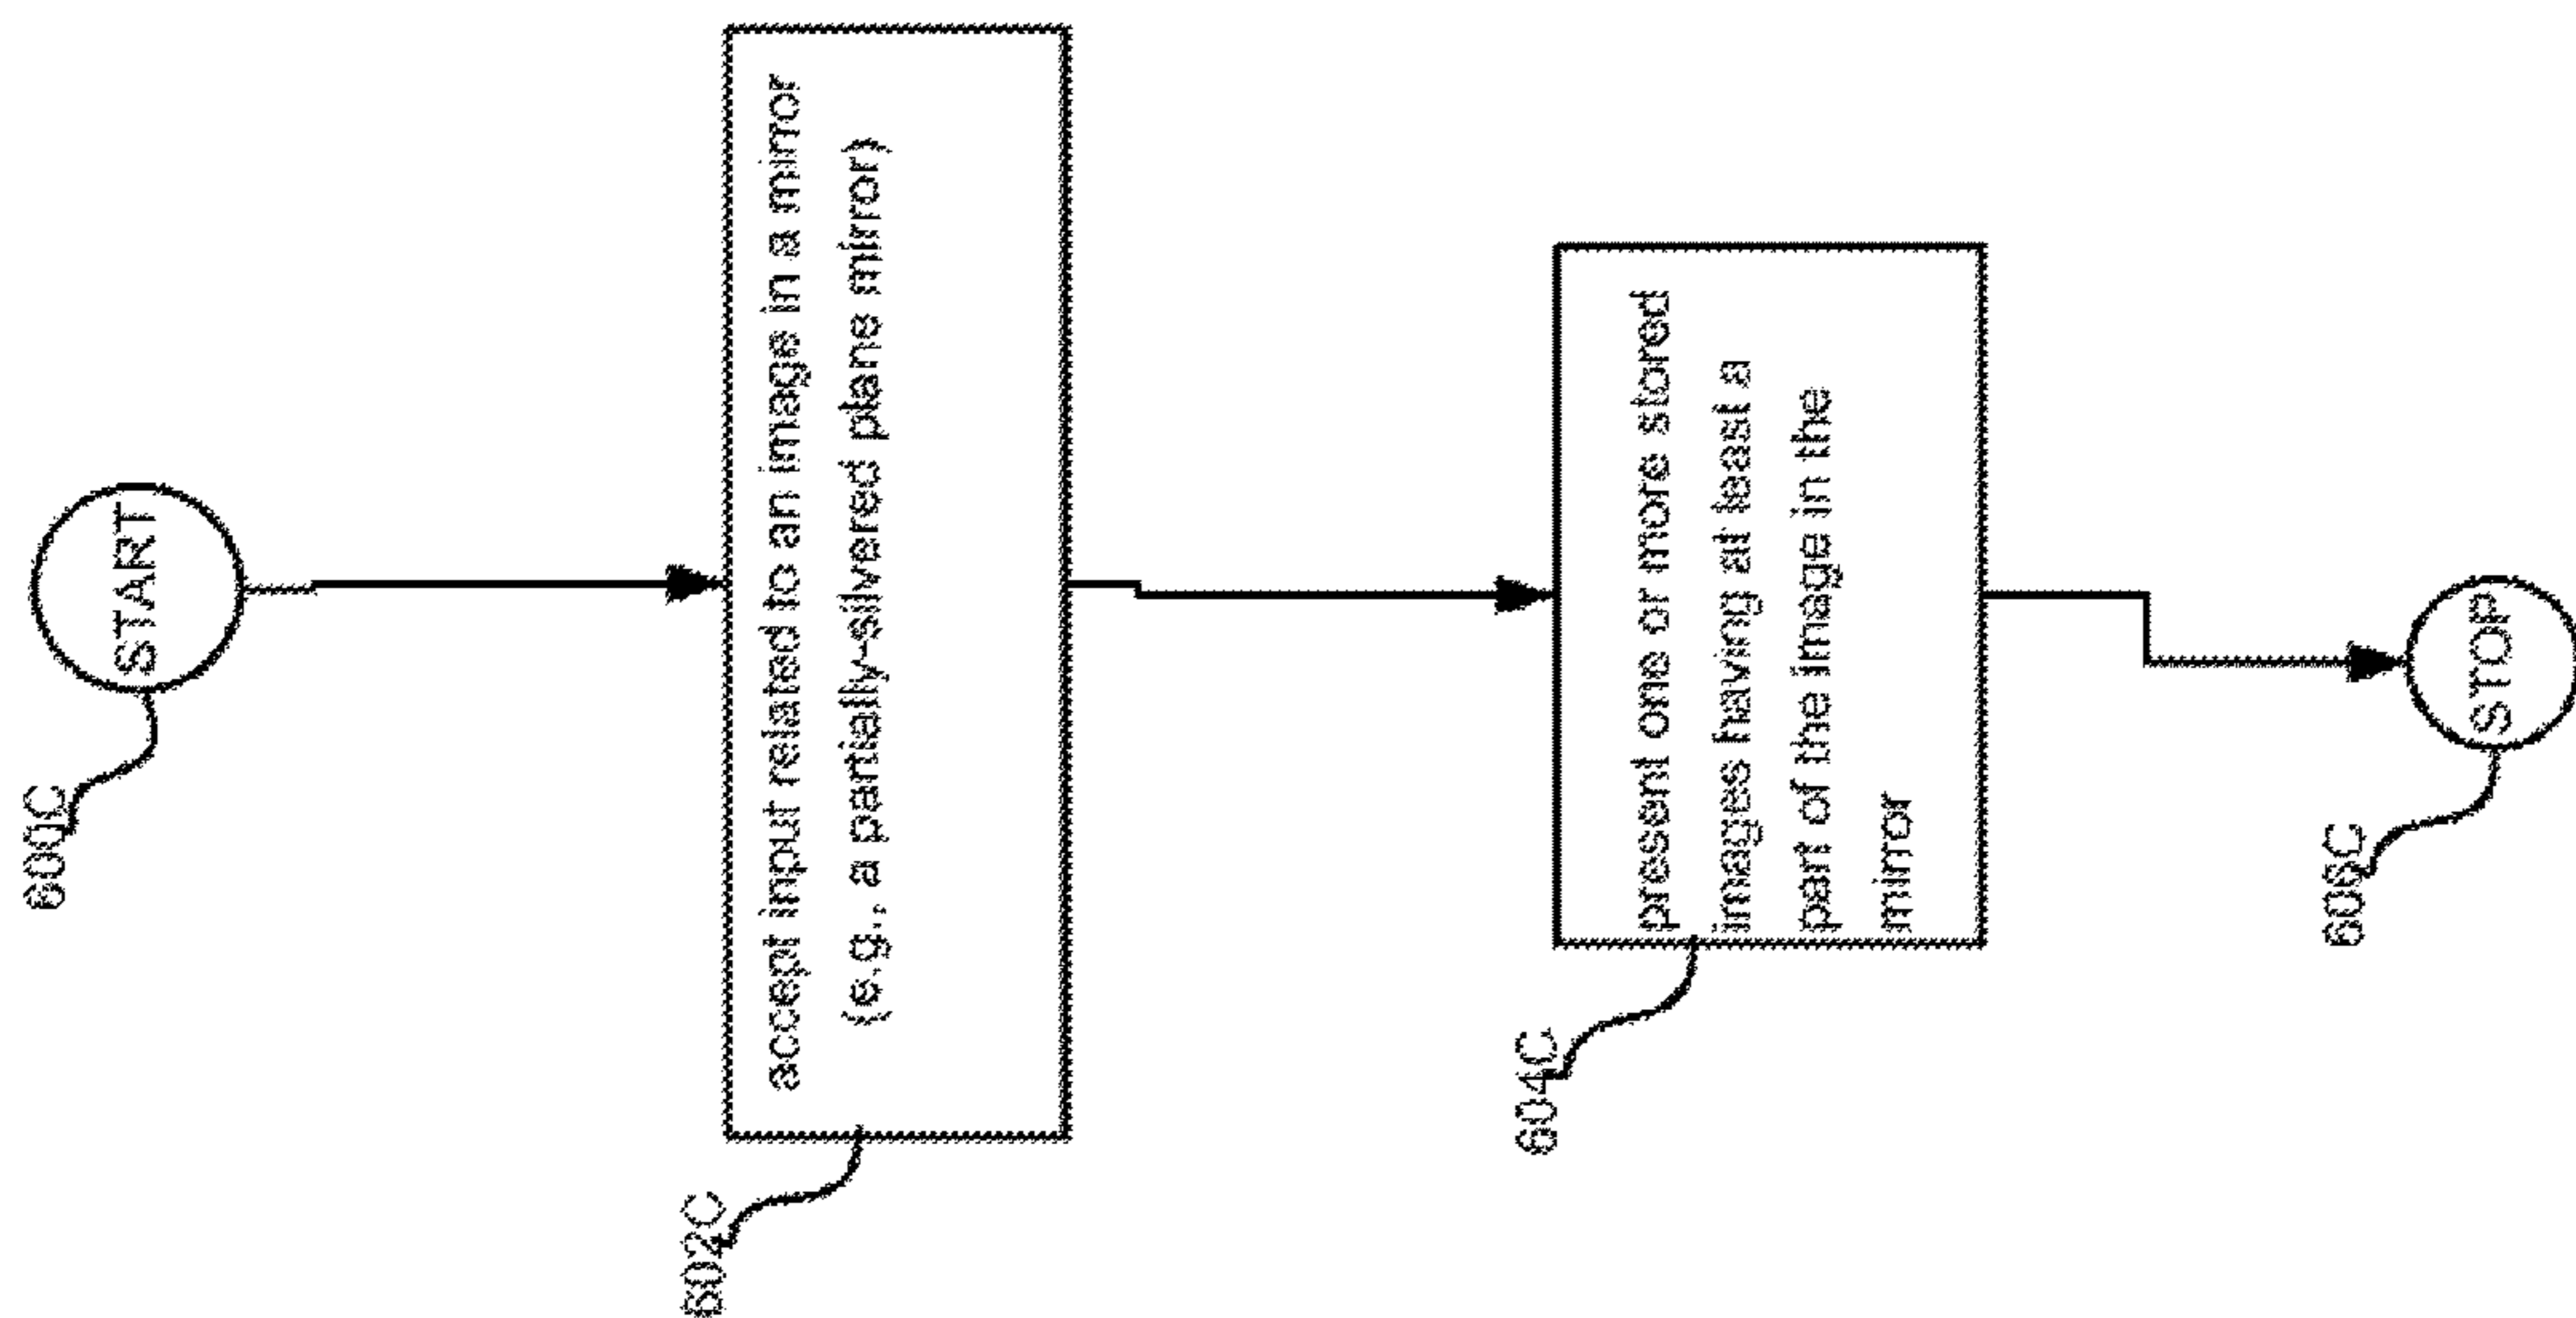 600C
START
602C
accept input related to an image in a mirror
(e.g., a partially-silvered plane mirror)
604C
present one or more stored
images having at least a
part of the image in the
mirror
606C
STOP